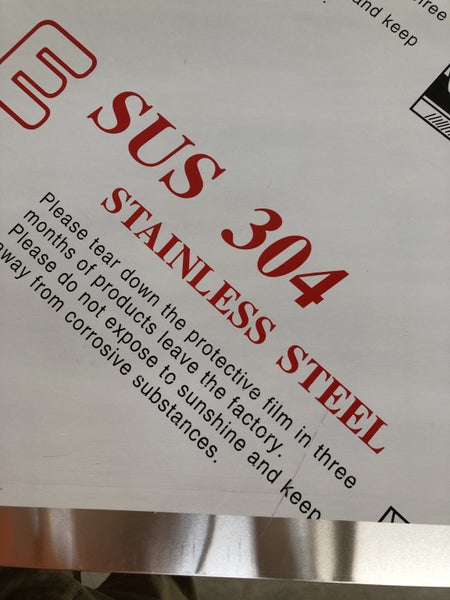 E
SUS 304
STAINLESS STEEL
Please tear down the protective film in three
months of products leave the factory.
Please do not expose to sunshine and keep
away from corrosive substances.
three
and keep